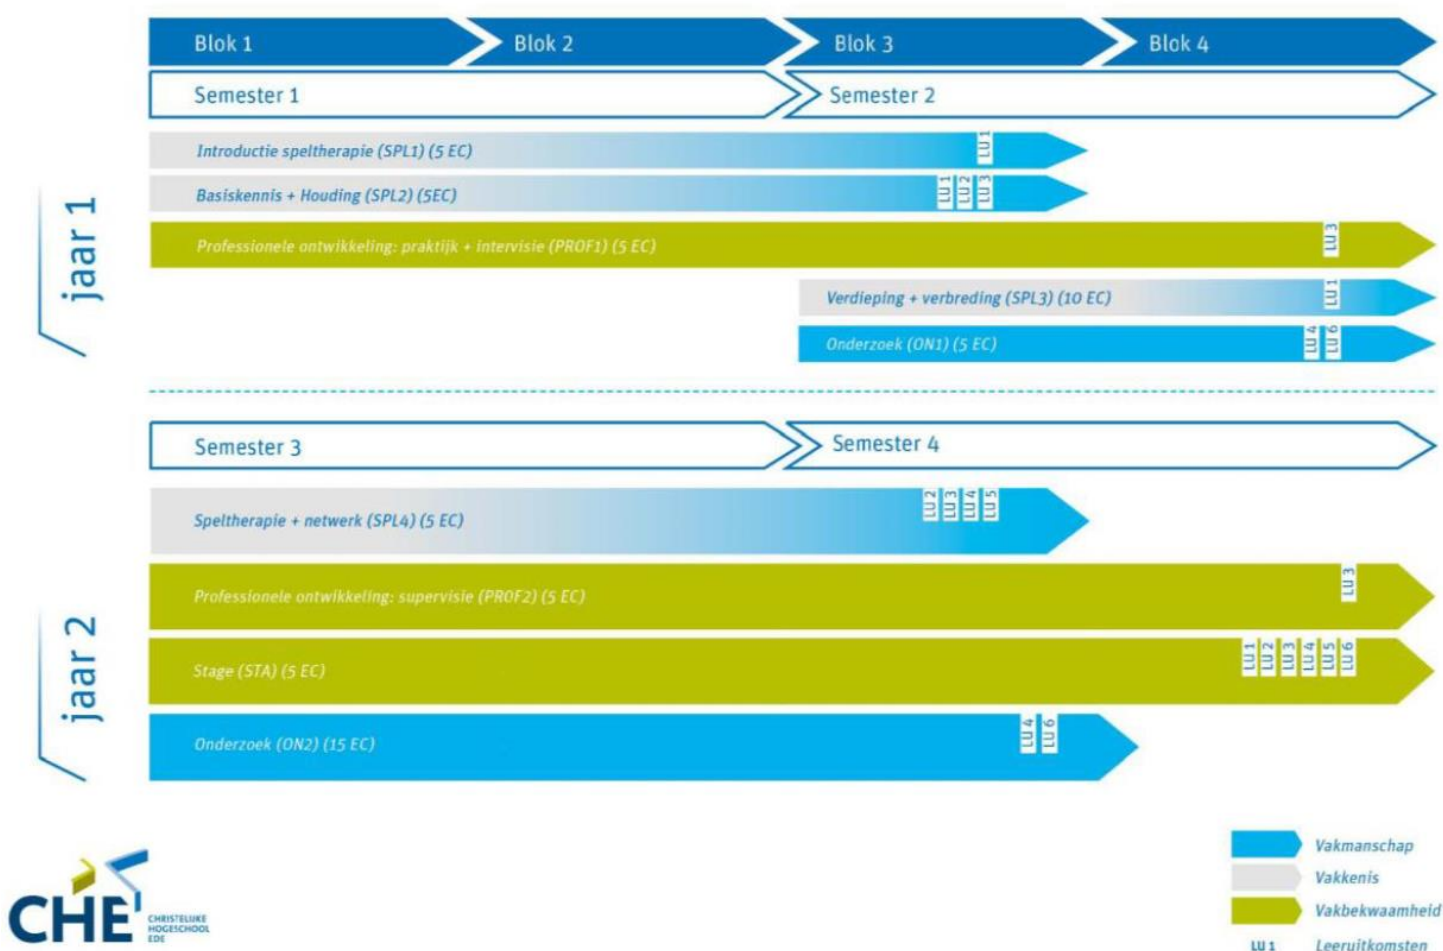 Blok 1
Blok 2
Blok 3
Blok 4
Semester 1
Semester 2
jaar 1
Introductie speltherapie (SPL1) (5 EC)
LU 1
Basiskennis + Houding (SPL2) (5EC)
LU 1
LU 2
LU 3
Professionele ontwikkeling: praktijk + intervisie (PROF1) (5 EC)
LU 3
Verdieping + verbreding (SPL3) (10 EC)
LU 1
Onderzoek (ON1) (5 EC)
LU 4
LU 6
Semester 3
Semester 4
jaar 2
Speltherapie + netwerk (SPL4) (5 EC)
LU 2
LU 3
LU 4
LU 5
Professionele ontwikkeling: supervisie (PROF2) (5 EC)
LU 3
Stage (STA) (5 EC)
LU 1
LU 2
LU 3
LU 4
LU 5
LU 6
Onderzoek (ON2) (15 EC)
LU 4
LU 6
Vakmanschap
Vakkenis
Vakbekwaamheid
LU 1 Leeruitkomsten
CHE
CHRISTELIJKE
HOGESCHOOL
EDE